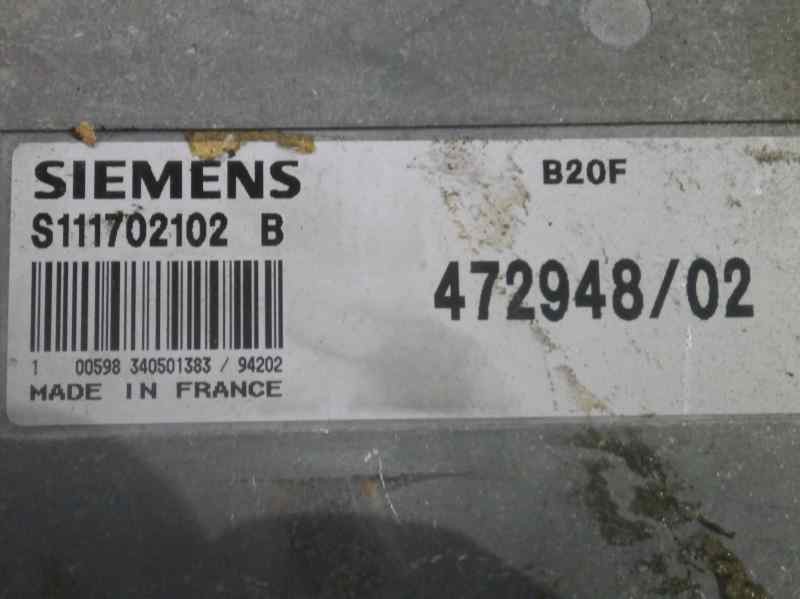 SIEMENS
B20F
S111702102 B
472948/02
1 00598 340501383 / 94202
MADE IN FRANCE